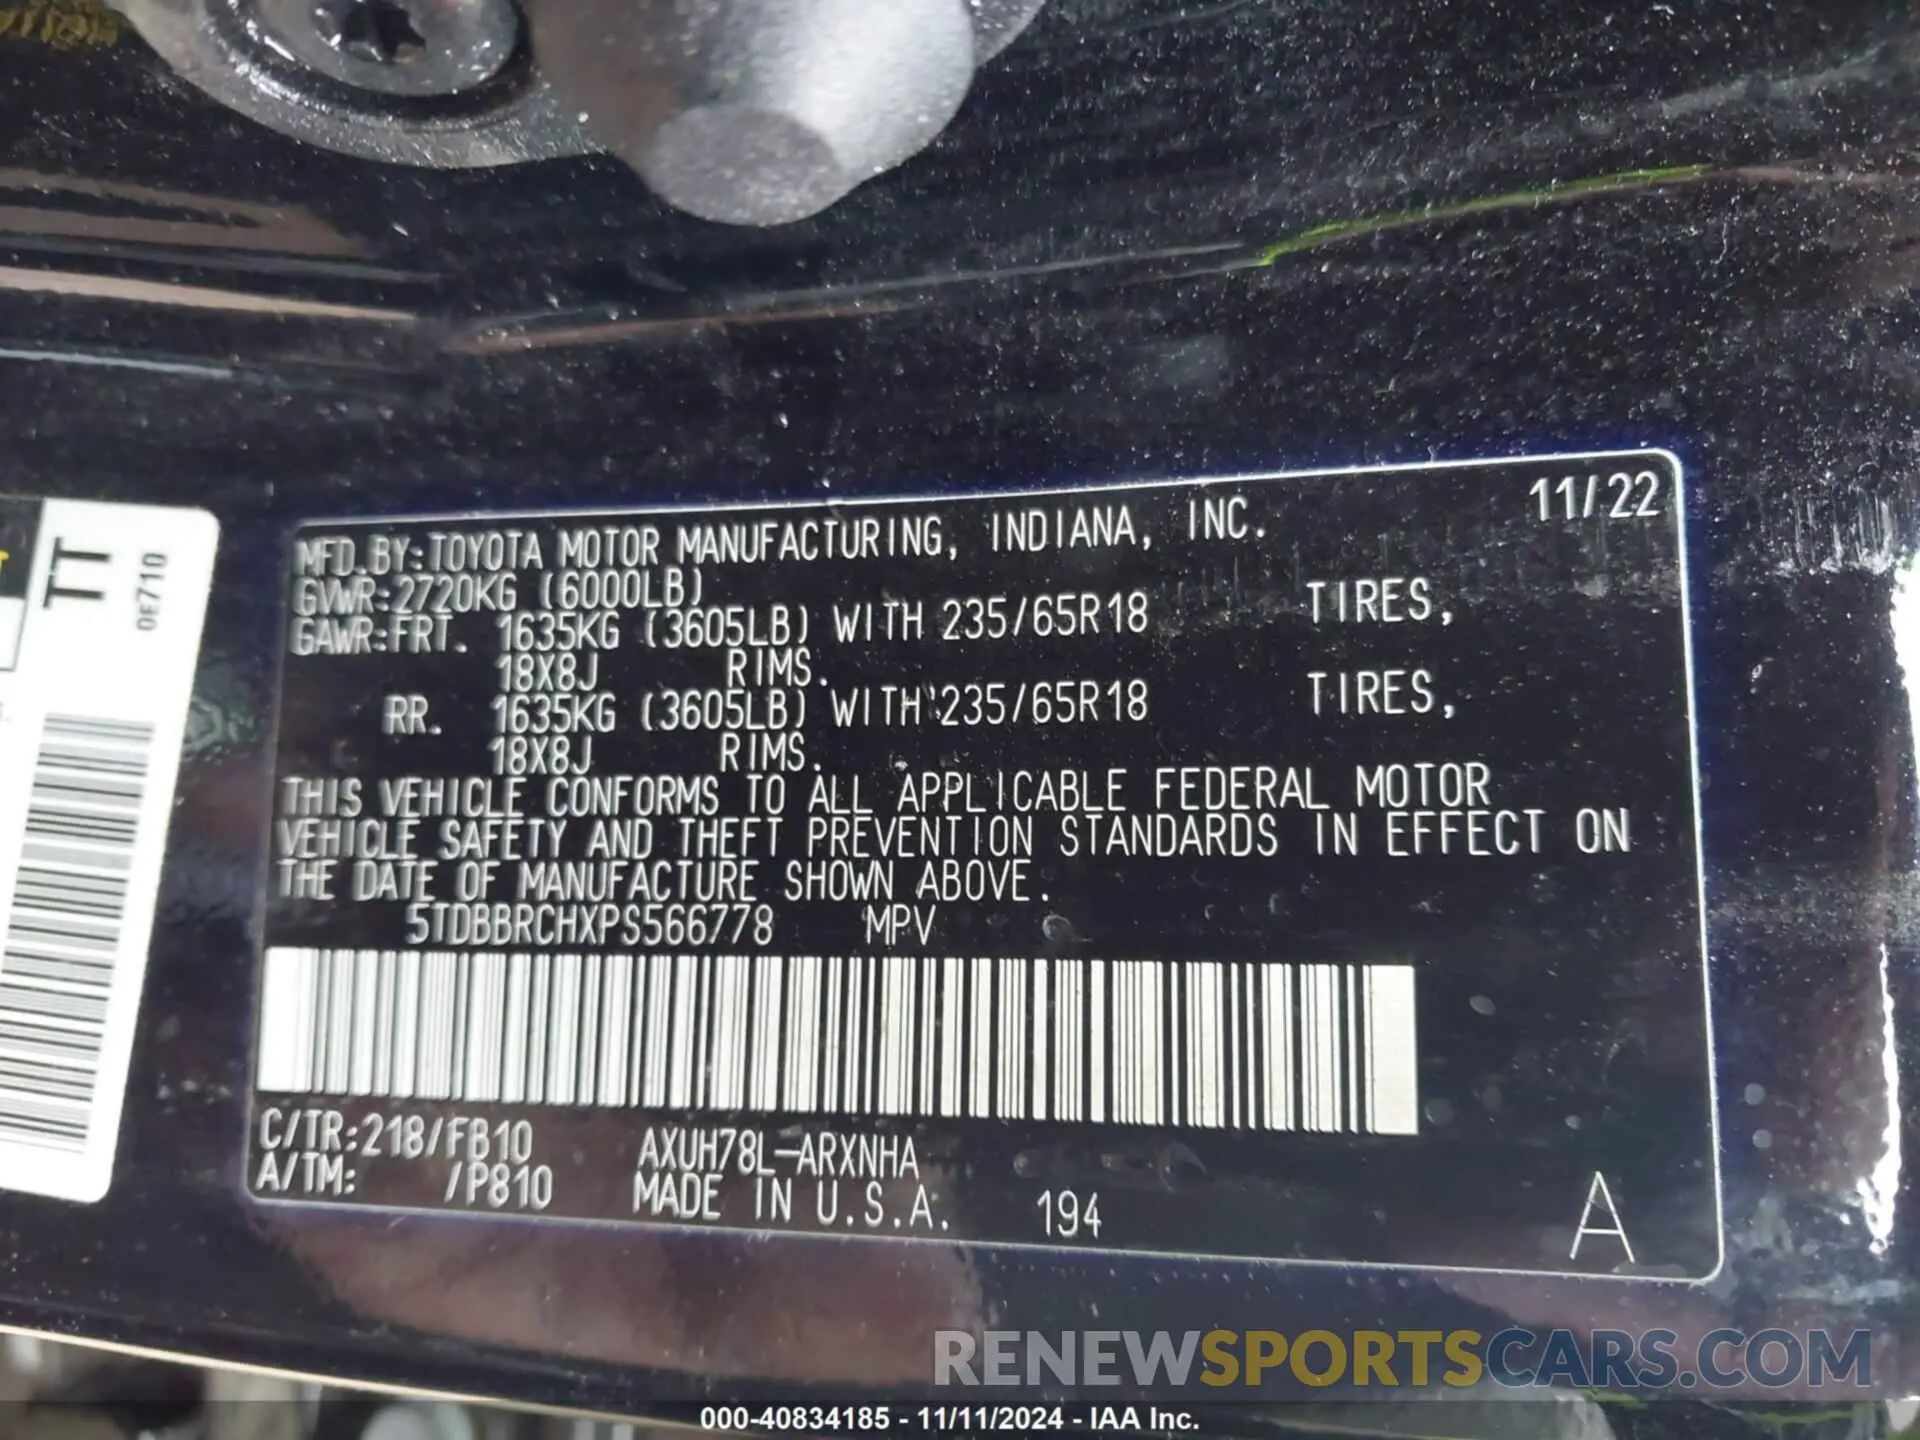 MFD.BY:TOYOTA MOTOR MANUFACTURING, INDIANA, INC. 11/22
GVWR:2720KG (6000LB)
GAWR:FRT. 1635KG (3605LB) WITH 235/65R18 TIRES,
18X8J RIMS.
RR. 1635KG (3605LB) WITH 235/65R18 TIRES,
18X8J RIMS.
THIS VEHICLE CONFORMS TO ALL APPLICABLE FEDERAL MOTOR
VEHICLE SAFETY AND THEFT PREVENTION STANDARDS IN EFFECT ON
THE DATE OF MANUFACTURE SHOWN ABOVE.
5TDBBRCHXPS566778 MPV
C/TR:218/FB10 AXUH78L-ARXNHA
A/TM: /P810 MADE IN U.S.A. 194 A
TT
0E710
RENEWSPORTSCARS.COM
000-40834185 - 11/11/2024 - IAA Inc.